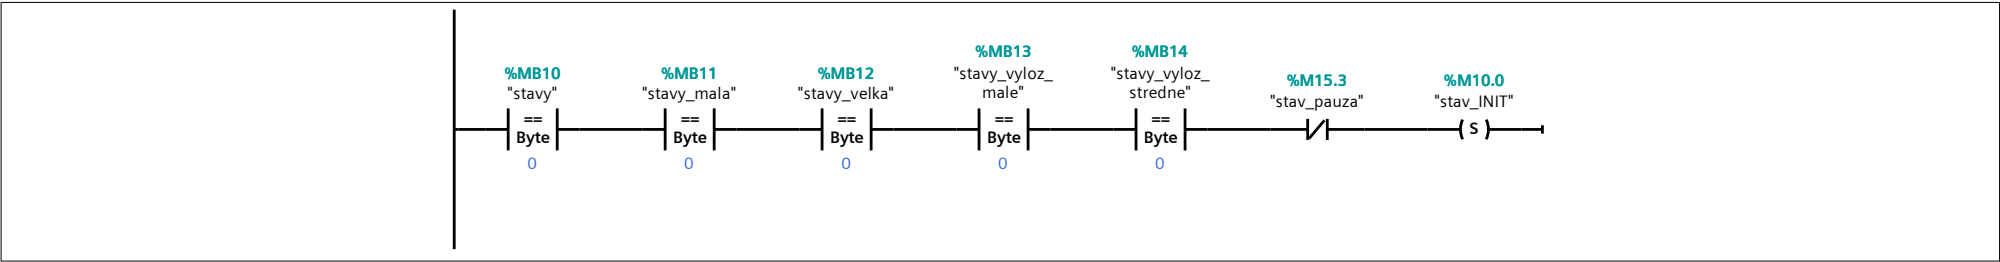 %MB10
"stavy"
==
Byte
0
%MB11
"stavy_mala"
==
Byte
0
%MB12
"stavy_velka"
==
Byte
0
%MB13
"stavy_vyloz_
male"
==
Byte
0
%MB14
"stavy_vyloz_
stredne"
==
Byte
0
%M15.3
"stav_pauza"
%M10.0
"stav_INIT"
S